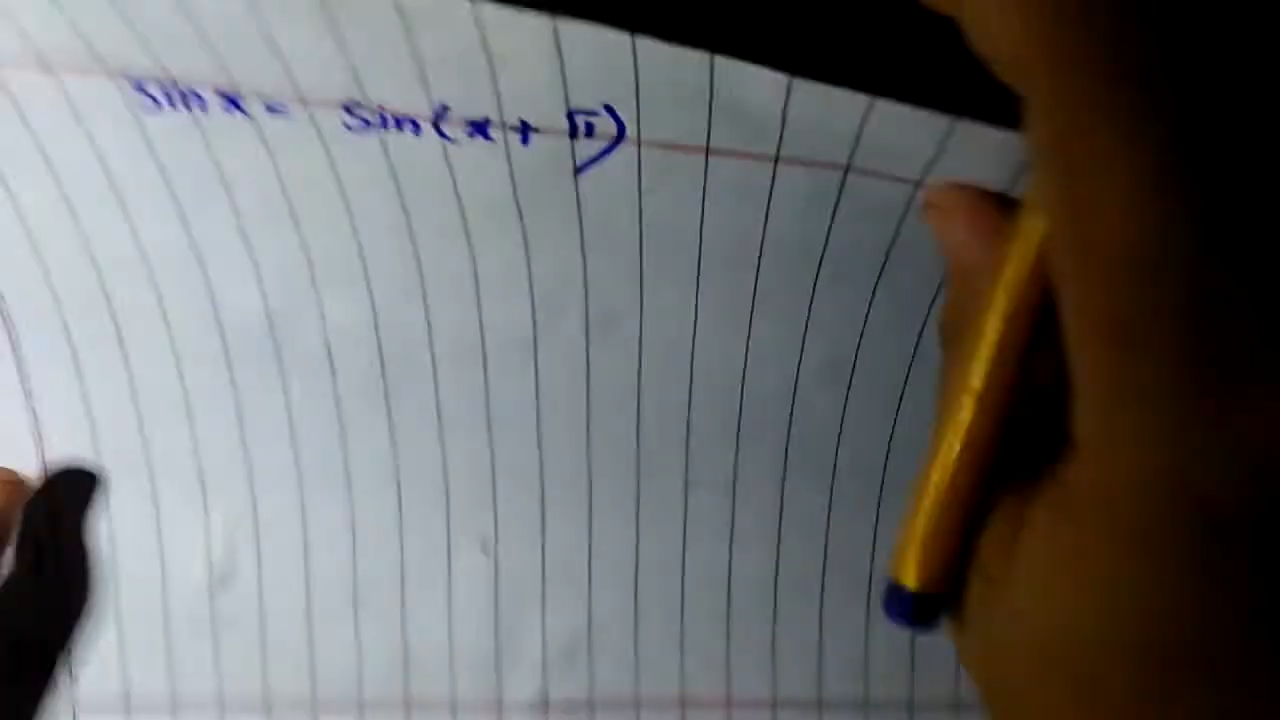 sin x = sin(x + π)